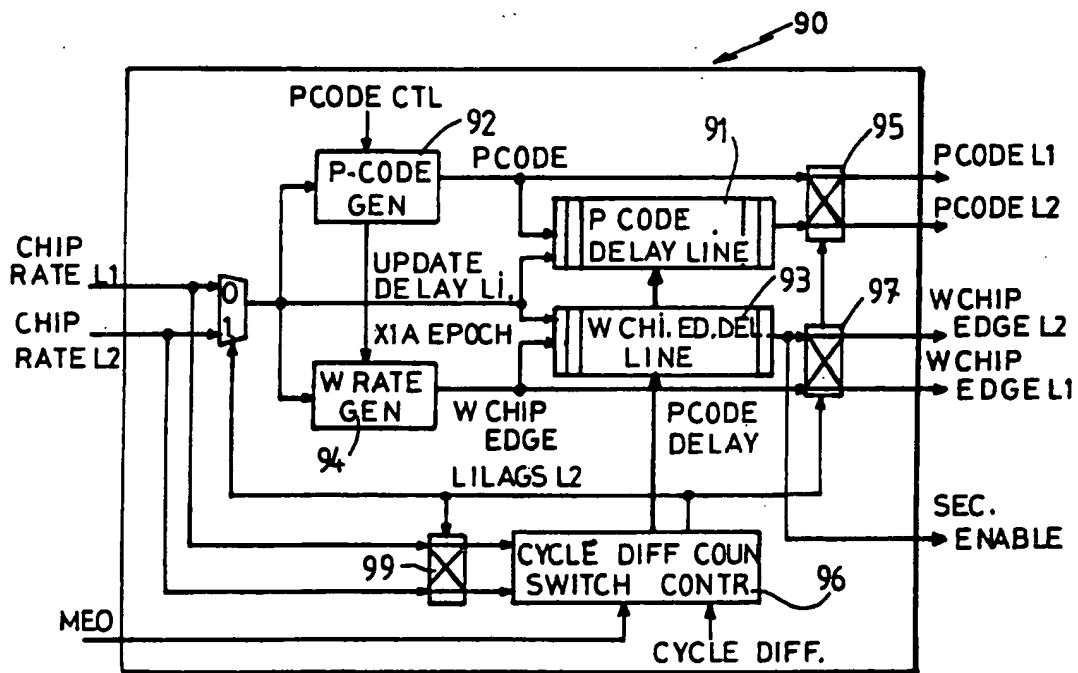 90
PCODE CTL
92
P-CODE
GEN
PCODE
91
P CODE
DELAY LINE
95
PCODE L1
PCODE L2
CHIP
RATE L1
CHIP
RATE L2
0
1
UPDATE
DELAY LI.
X1A EPOCH
W CHI. ED. DEL
LINE
93
97
W CHIP
EDGE L2
W CHIP
EDGE L1
W RATE
GEN
94
W CHIP
EDGE
PCODE
DELAY
L1LAGS L2
SEC.
ENABLE
99
CYCLE DIFF COUN
SWITCH CONTR.
96
MEO
CYCLE DIFF.